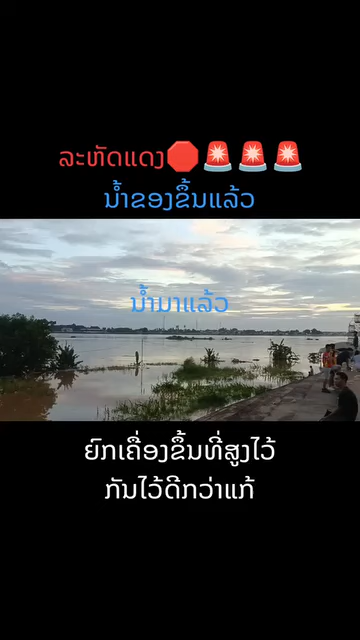 ລະຫັດແດງ🛑🚨🚨🚨
ນ້ຳຂອງຂຶ້ນແລ້ວ
ນ້ຳມາແລ້ວ
ຍົກເຄື່ອງຂຶ້ນທີ່ສູງໄວ້
ກັນໄວ້ດີກວ່າແກ້